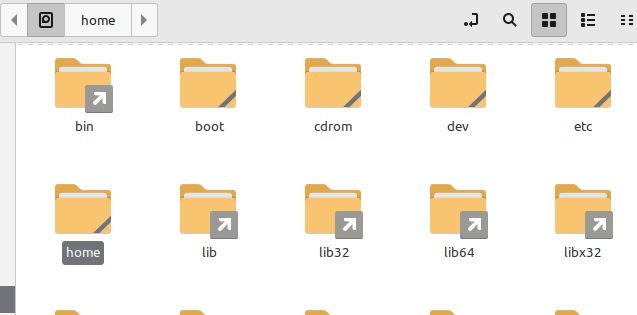 home
bin
boot
cdrom
dev
etc
home
lib
lib32
lib64
libx32